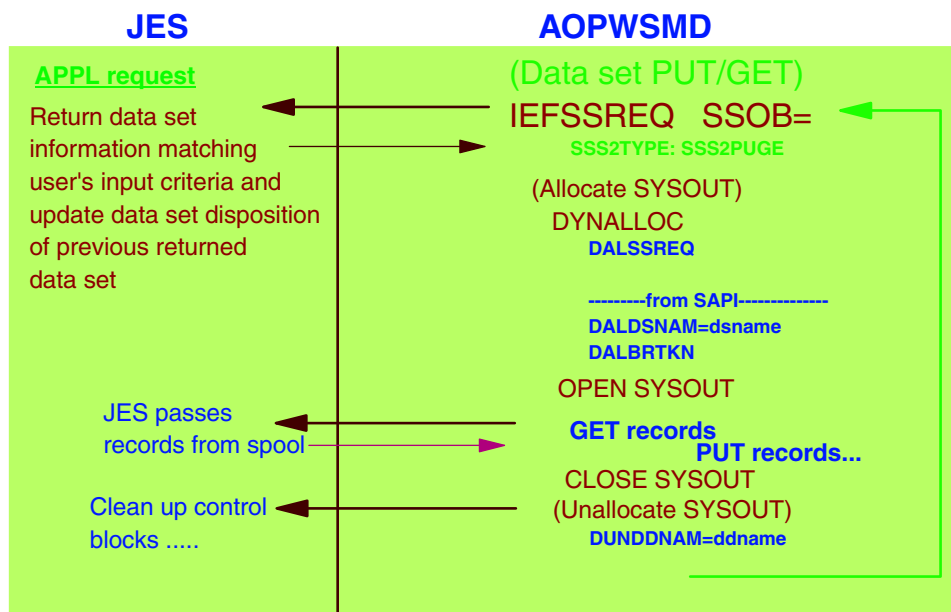 JES
AOPWSMD
APPL request
Return data set
information matching
user's input criteria and
update data set disposition
of previous returned
data set
(Data set PUT/GET)
IEFSSREQ SSOB=
SSS2TYPE: SSS2PUGE
(Allocate SYSOUT)
DYNALLOC
DALSSREQ
---------from SAPI--------------
DALDSNAM=dsname
DALBRTKN
OPEN SYSOUT
JES passes
records from spool
GET records
PUT records...
CLOSE SYSOUT
(Unallocate SYSOUT)
DUNDDNAM=ddname
Clean up control
blocks .....